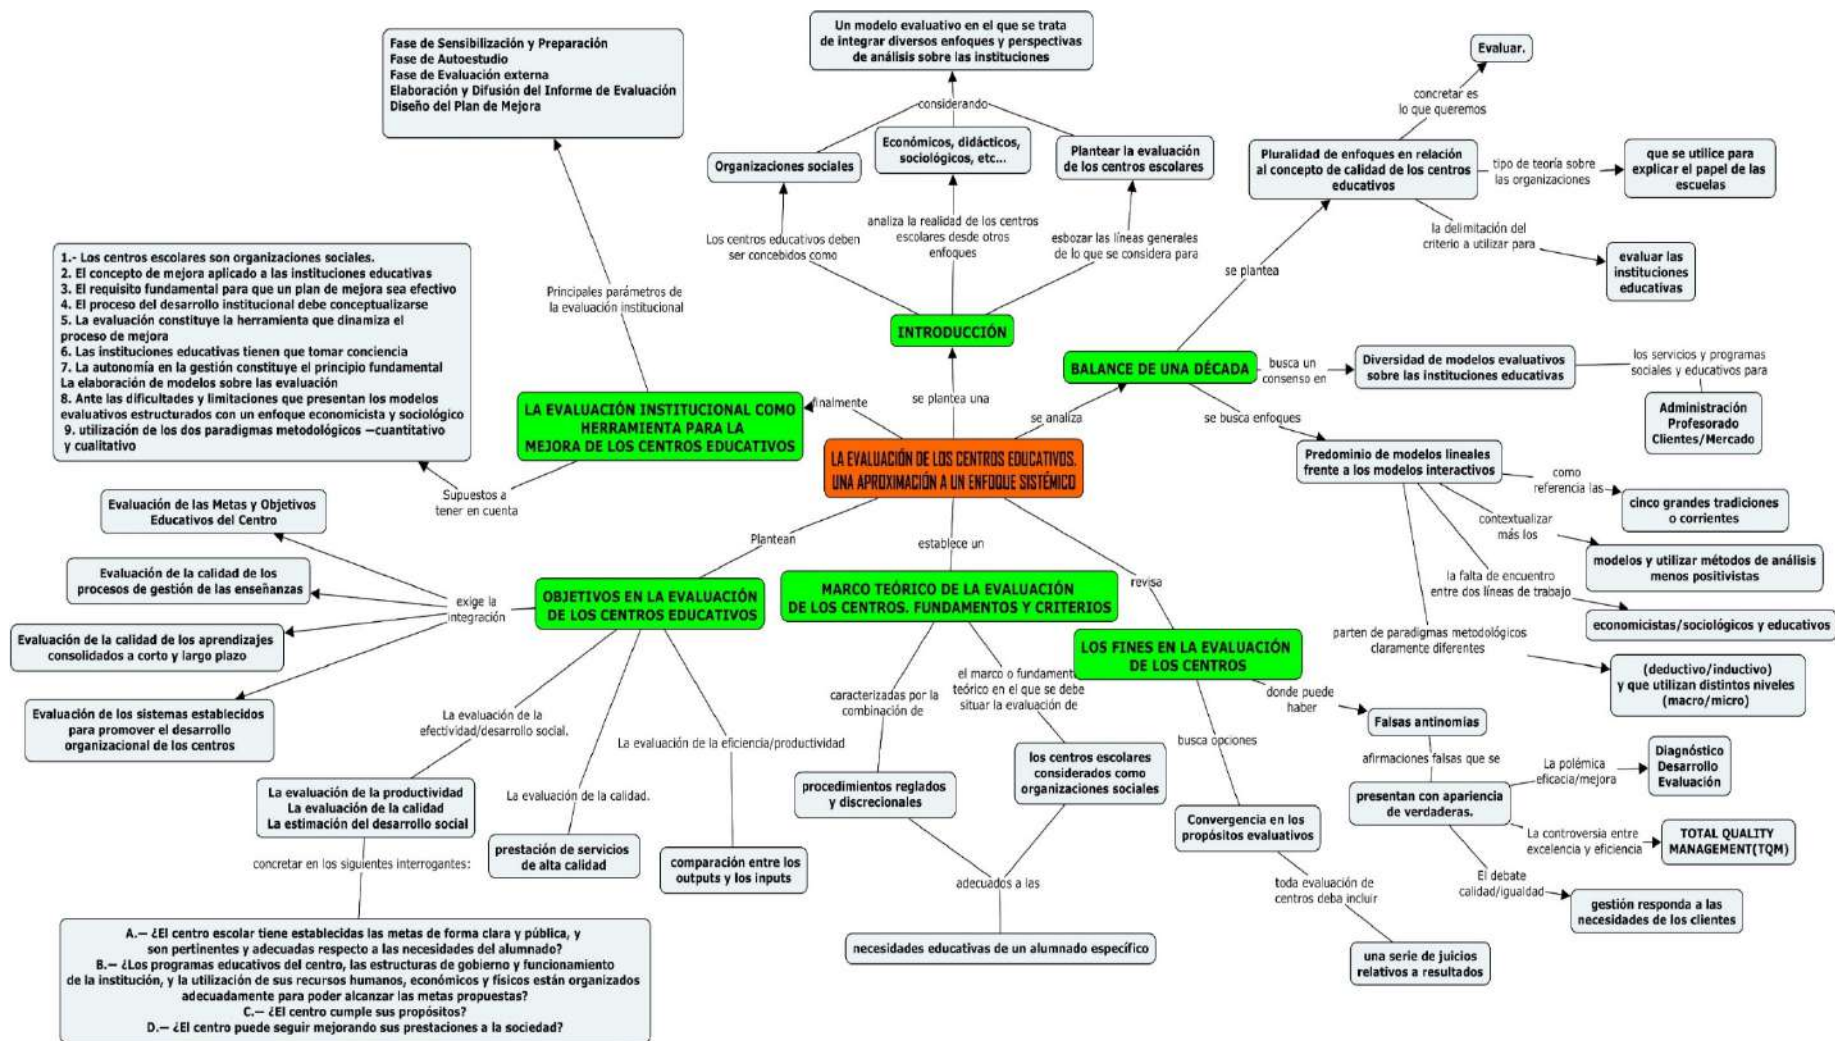 Fase de Sensibilización y Preparación
Fase de Autoestudio
Fase de Evaluación externa
Elaboración y Difusión del Informe de Evaluación
Diseño del Plan de Mejora
Un modelo evaluativo en el que se trata
de integrar diversos enfoques y perspectivas
de análisis sobre las instituciones
considerando
Organizaciones sociales
Económicos, didácticos,
sociológicos, etc...
Plantear la evaluación
de los centros escolares
Los centros educativos deben
ser concebidos como
analiza la realidad de los centros
escolares desde otros
enfoques
esbozar las líneas generales
de lo que se considera para
INTRODUCCIÓN
se plantea una
Evaluar.
concretar es
lo que queremos
Pluralidad de enfoques en relación
al concepto de calidad de los centros
educativos
tipo de teoría sobre
las organizaciones
que se utilice para
explicar el papel de las
escuelas
la delimitación del
criterio a utilizar para
evaluar las
instituciones
educativas
se plantea
BALANCE DE UNA DÉCADA
busca un
consenso en
Diversidad de modelos evaluativos
sobre las instituciones educativas
los servicios y programas
sociales y educativos para
Administración
Profesorado
Clientes/Mercado
se busca enfoques
Predominio de modelos lineales
frente a los modelos interactivos
como
referencia las
cinco grandes tradiciones
o corrientes
contextualizar
más los
modelos y utilizar métodos de análisis
menos positivistas
la falta de encuentro
entre dos líneas de trabajo
economicistas/sociológicos y educativos
parten de paradigmas metodológicos
claramente diferentes
(deductivo/inductivo)
y que utilizan distintos niveles
(macro/micro)
Principales parámetros de
la evaluación institucional
1.- Los centros escolares son organizaciones sociales.
2. El concepto de mejora aplicado a las instituciones educativas
3. El requisito fundamental para que un plan de mejora sea efectivo
4. El proceso del desarrollo institucional debe conceptualizarse
5. La evaluación constituye la herramienta que dinamiza el
proceso de mejora
6. Las instituciones educativas tienen que tomar conciencia
7. La autonomía en la gestión constituye el principio fundamental
La elaboración de modelos sobre las evaluación
8. Ante las dificultades y limitaciones que presentan los modelos
evaluativos estructurados con un enfoque economicista y sociológico
9. utilización de los dos paradigmas metodológicos —cuantitativo
y cualitativo
LA EVALUACIÓN INSTITUCIONAL COMO
HERRAMIENTA PARA LA
MEJORA DE LOS CENTROS EDUCATIVOS
finalmente
se analiza
LA EVALUACIÓN DE LOS CENTROS EDUCATIVOS.
UNA APROXIMACIÓN A UN ENFOQUE SISTÉMICO
Supuestos a
tener en cuenta
Evaluación de las Metas y Objetivos
Educativos del Centro
Evaluación de la calidad de los
procesos de gestión de las enseñanzas
Evaluación de la calidad de los aprendizajes
consolidados a corto y largo plazo
Evaluación de los sistemas establecidos
para promover el desarrollo
organizacional de los centros
exige la
integración
Plantean
OBJETIVOS EN LA EVALUACIÓN
DE LOS CENTROS EDUCATIVOS
La evaluación de la
efectividad/desarrollo social.
La evaluación de la calidad.
La evaluación de la eficiencia/productividad
La evaluación de la productividad
La evaluación de la calidad
La estimación del desarrollo social
prestación de servicios
de alta calidad
comparación entre los
outputs y los inputs
concretar en los siguientes interrogantes:
A.— ¿El centro escolar tiene establecidas las metas de forma clara y pública, y
son pertinentes y adecuadas respecto a las necesidades del alumnado?
B.— ¿Los programas educativos del centro, las estructuras de gobierno y funcionamiento
de la institución, y la utilización de sus recursos humanos, económicos y físicos están organizados
adecuadamente para poder alcanzar las metas propuestas?
C.— ¿El centro cumple sus propósitos?
D.— ¿El centro puede seguir mejorando sus prestaciones a la sociedad?
establece un
MARCO TEÓRICO DE LA EVALUACIÓN
DE LOS CENTROS. FUNDAMENTOS Y CRITERIOS
caracterizadas por la
combinación de
el marco o fundament
teórico en el que se debe
situar la evaluación de
procedimientos reglados
y discrecionales
los centros escolares
considerados como
organizaciones sociales
adecuados a las
necesidades educativas de un alumnado específico
revisa
LOS FINES EN LA EVALUACIÓN
DE LOS CENTROS
donde puede
haber
Falsas antinomias
afirmaciones falsas que se
presentan con apariencia
de verdaderas.
La polémica
eficacia/mejora
Diagnóstico
Desarrollo
Evaluación
La controversia entre
excelencia y eficiencia
TOTAL QUALITY
MANAGEMENT(TQM)
El debate
calidad/igualdad
gestión responda a las
necesidades de los clientes
busca opciones
Convergencia en los
propósitos evaluativos
toda evaluación de
centros deba incluir
una serie de juicios
relativos a resultados